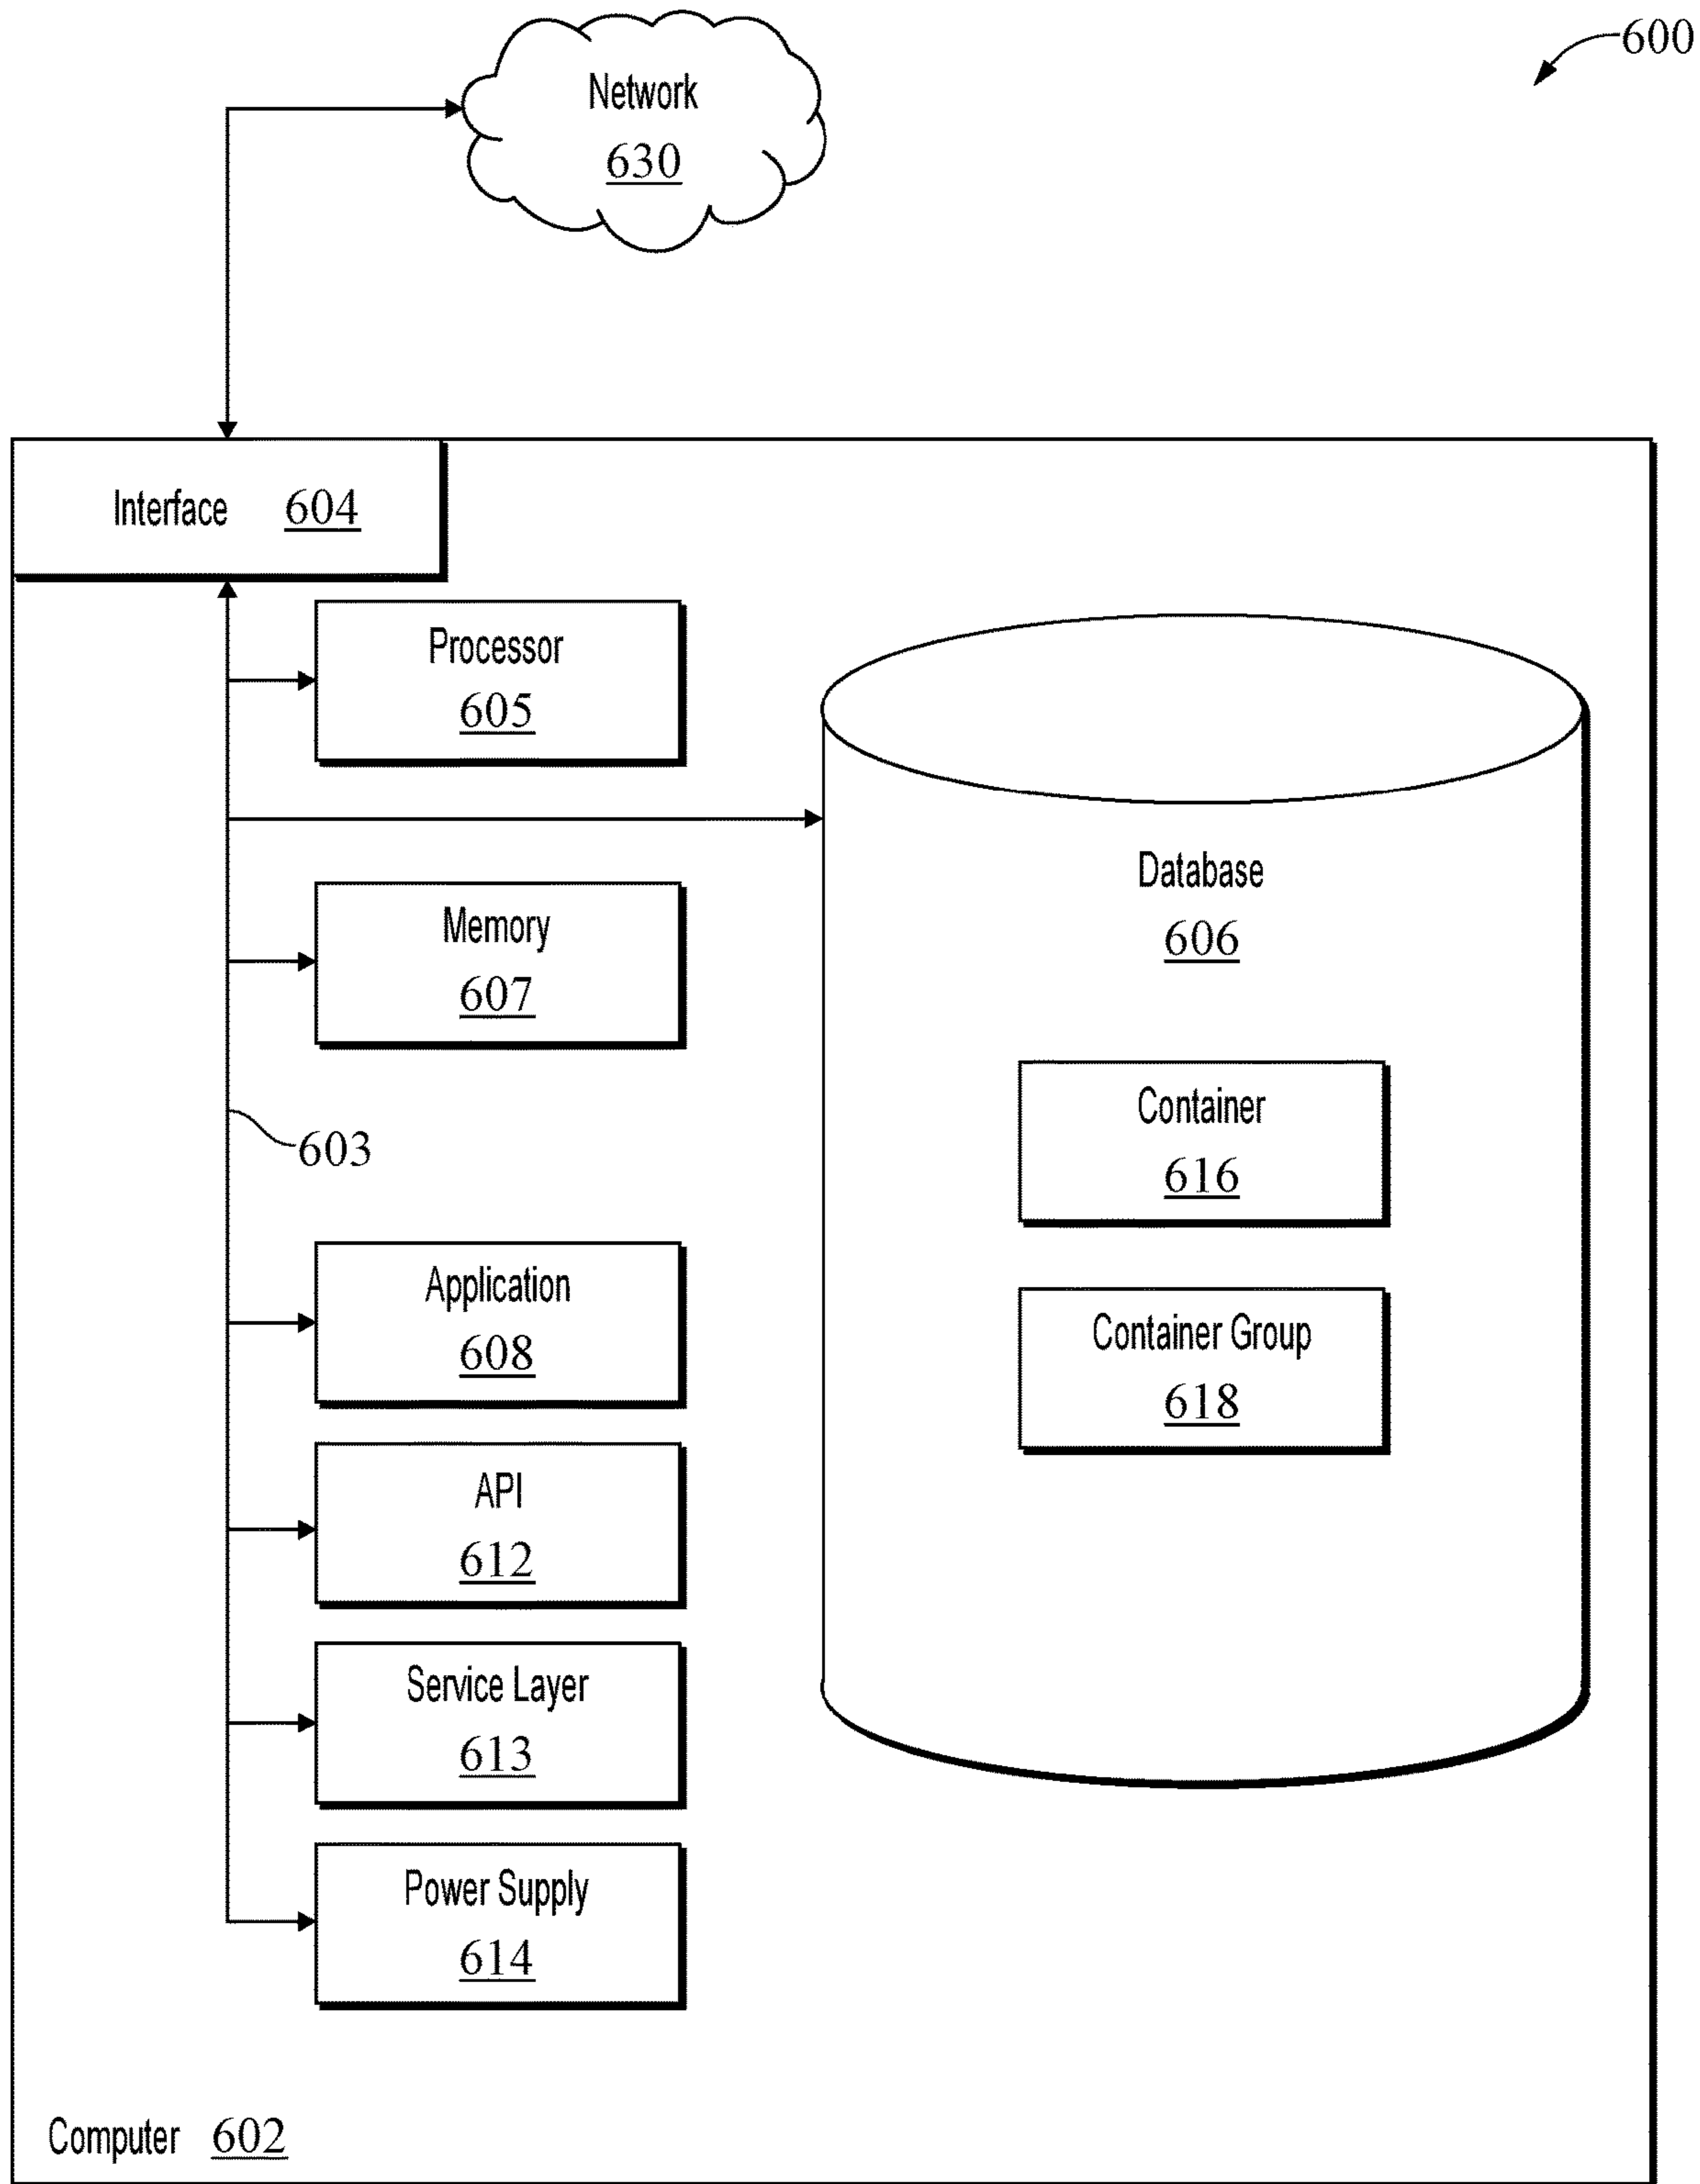 600
Network
630
Interface 604
Processor
605
Database
606
Memory
607
Container
616
603
Application
608
Container Group
618
API
612
Service Layer
613
Power Supply
614
Computer 602